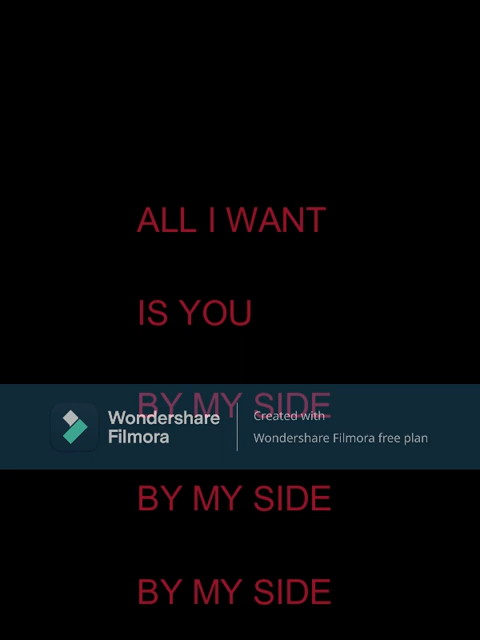 ALL I WANT
IS YOU
BY MY SIDE
Wondershare
Filmora
Created with
Wondershare Filmora free plan
BY MY SIDE
BY MY SIDE